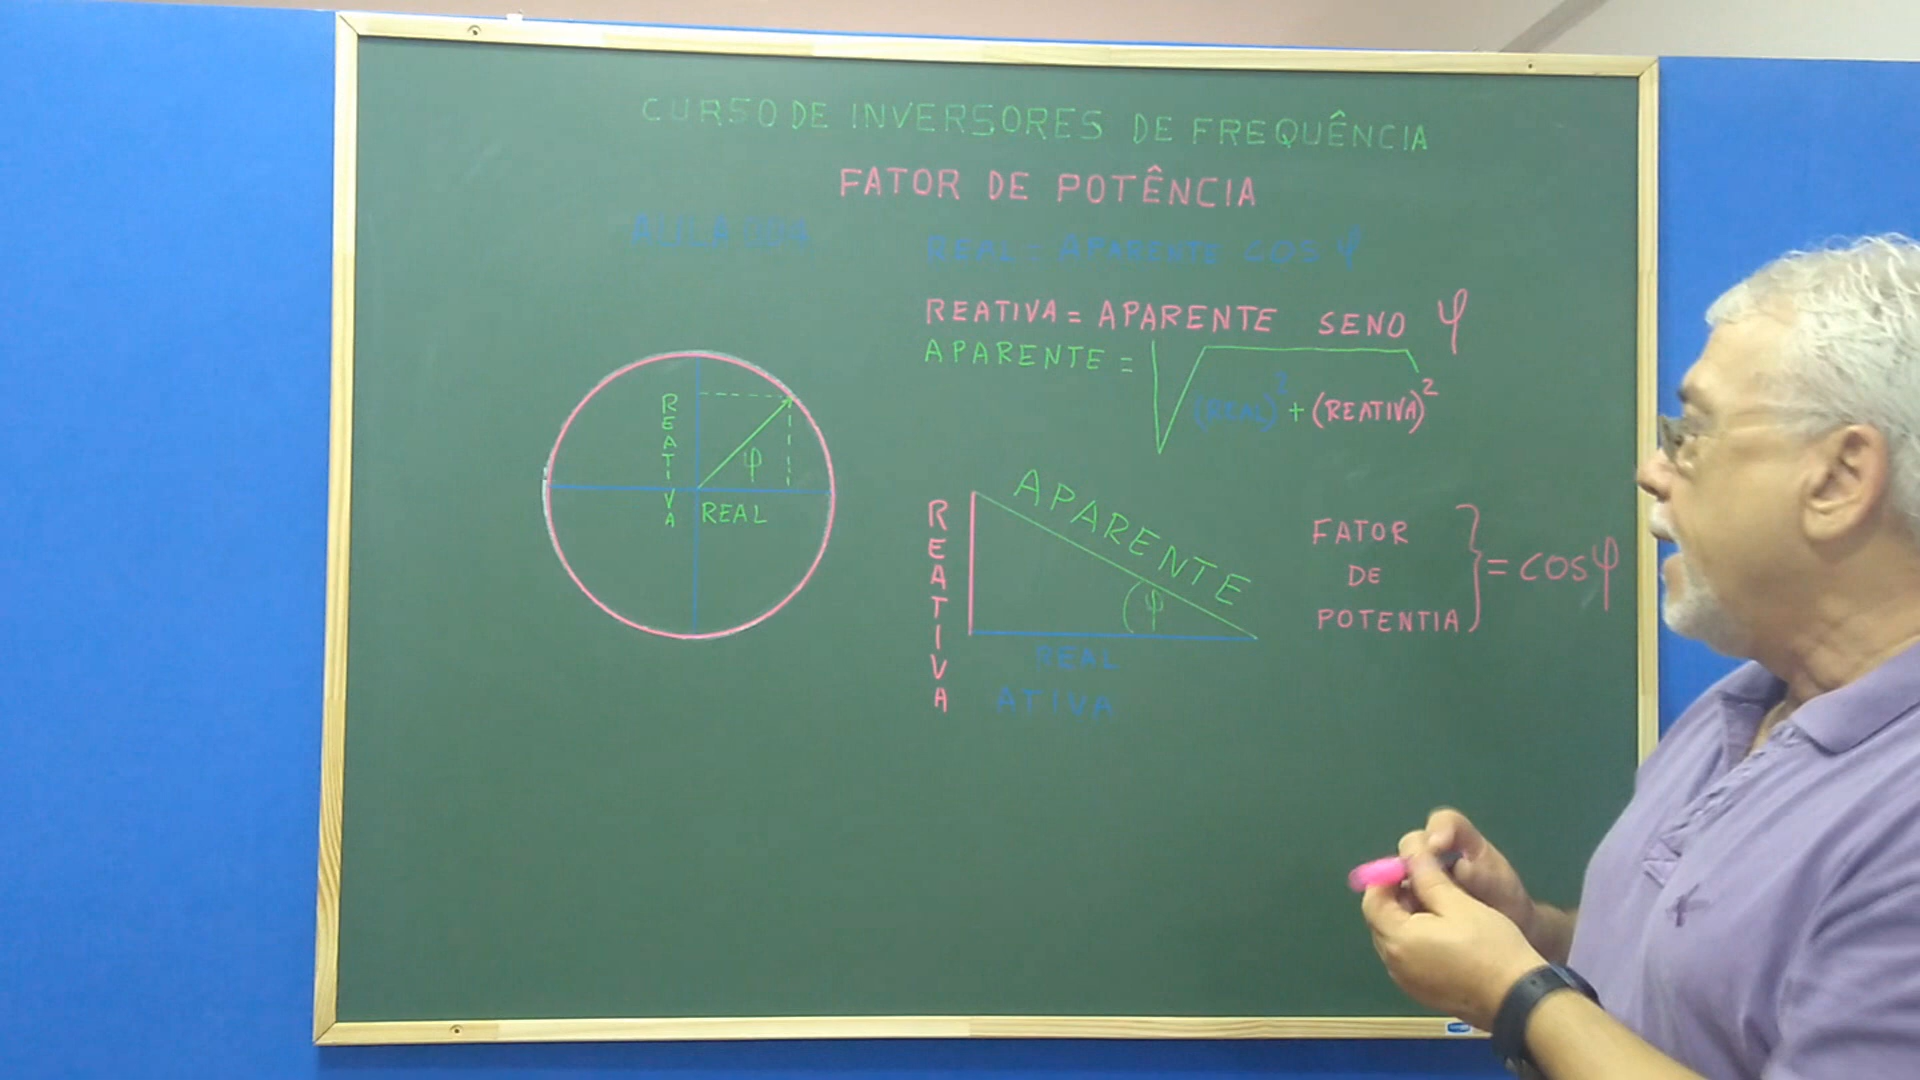 CURSO DE INVERSORES DE FREQUÊNCIA
FATOR DE POTÊNCIA
AULA 004
REAL = APARENTE COS φ
REATIVA = APARENTE SENO φ
APARENTE = √(REAL)² + (REATIVA)²
REATIVA
φ
REAL
REATIVA
APARENTE
φ
REAL
ATIVA
FATOR
DE
POTENTIA
} = COS φ